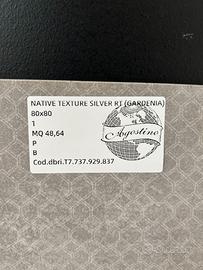 NATIVE TEXTURE SILVER RT (GARDENIA)
80x80
1
MQ 48,64
P
B
Cod.dbri.T7.737.929.837
Agostino